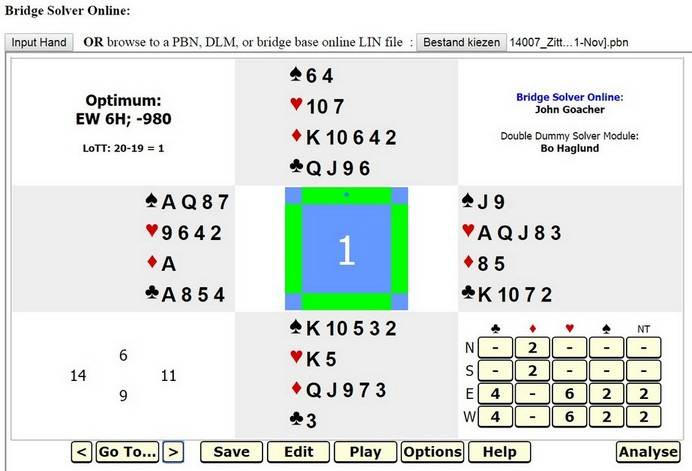 Bridge Solver Online:
Input Hand OR browse to a PBN, DLM, or bridge base online LIN file : Bestand kiezen 14007_Zitt...1-Nov].pbn
Optimum:
EW 6H; -980
LoTT: 20-19 = 1
♠ 6 4
♥ 10 7
♦ K 10 6 4 2
♣ Q J 9 6
Bridge Solver Online:
John Goacher
Double Dummy Solver Module:
Bo Haglund
♠ A Q 8 7
♥ 9 6 4 2
♦ A
♣ A 8 5 4
1
♠ J 9
♥ A Q J 8 3
♦ 8 5
♣ K 10 7 2
6
14 11
9
♠ K 10 5 3 2
♥ K 5
♦ Q J 9 7 3
♣ 3
♣ ♦ ♥ ♠ NT
N - 2 - - -
S - 2 - - -
E 4 - 6 2 2
W 4 - 6 2 2
< Go To... > Save Edit Play Options Help Analyse